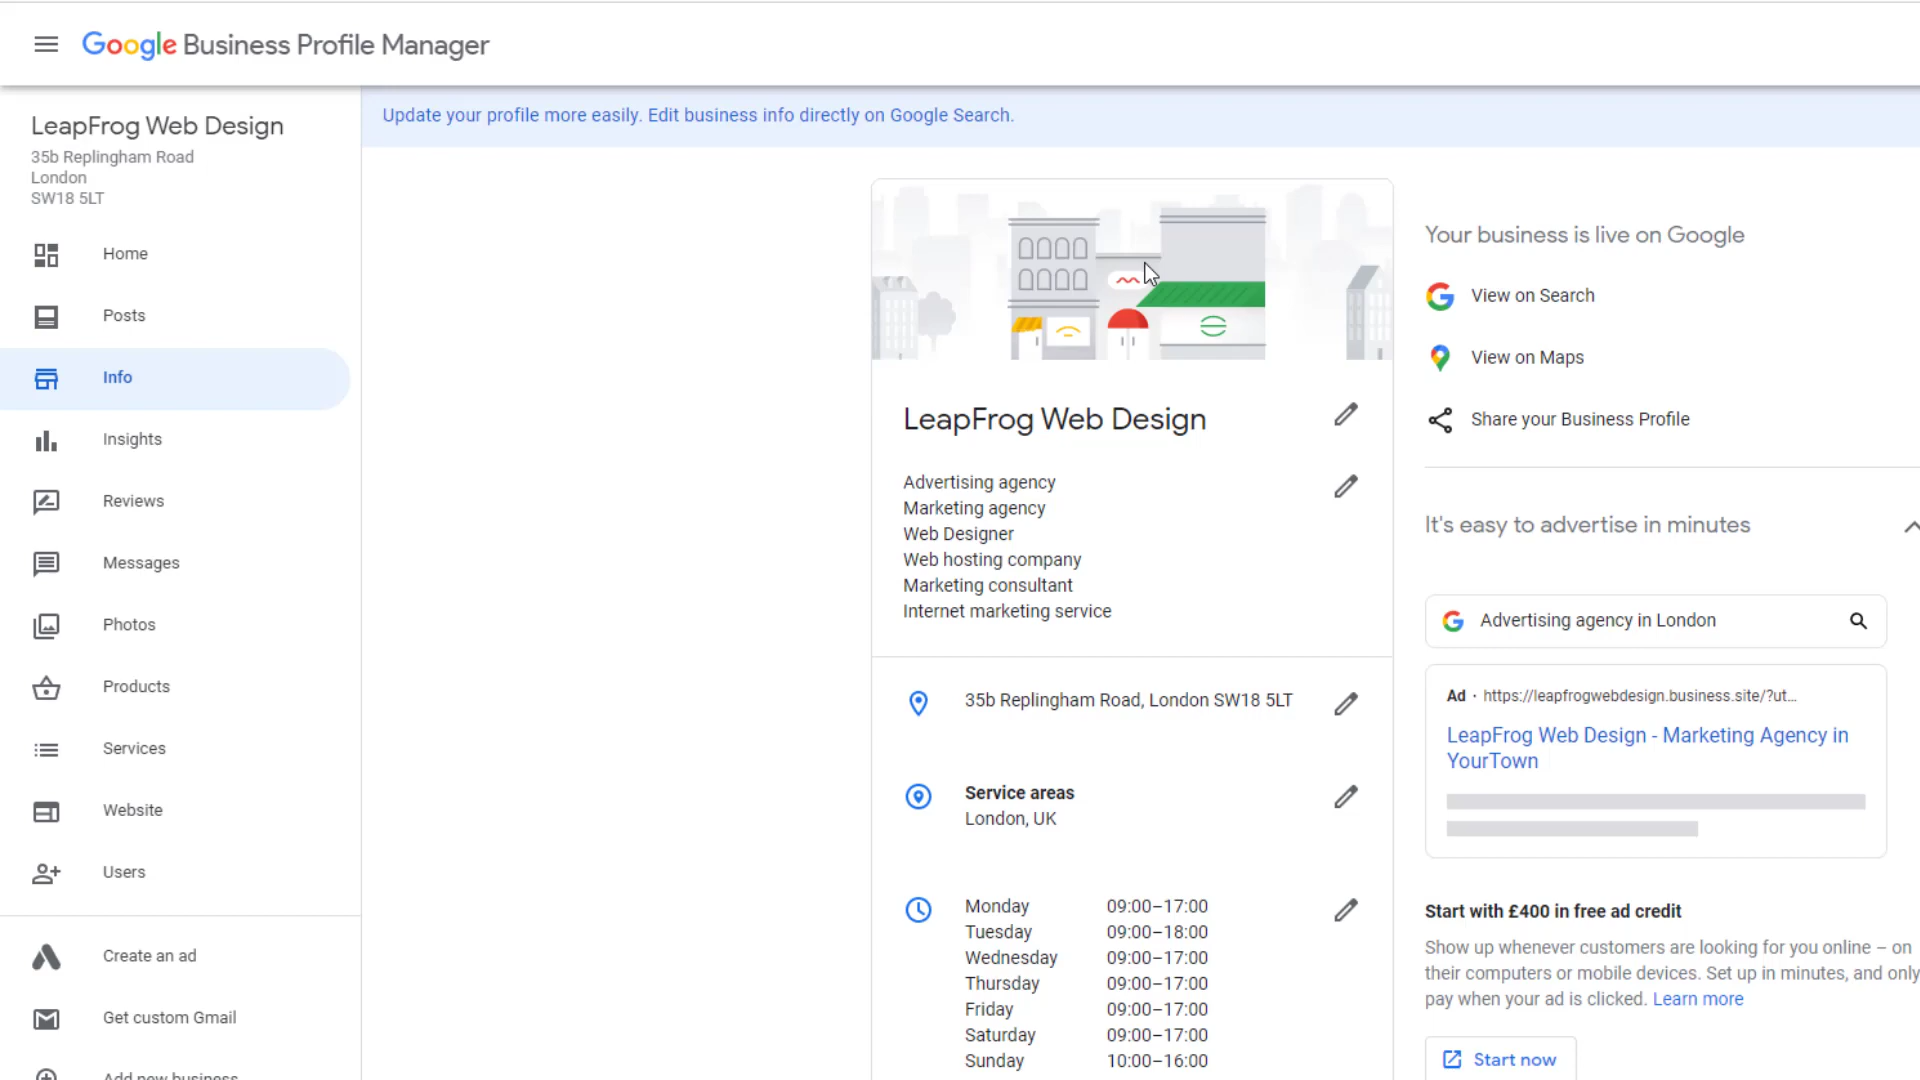 Google Business Profile Manager
LeapFrog Web Design
35b Replingham Road
London
SW18 5LT
Home
Posts
Info
Insights
Reviews
Messages
Photos
Products
Services
Website
Users
Create an ad
Get custom Gmail
Add new business
Update your profile more easily. Edit business info directly on Google Search.
LeapFrog Web Design
Advertising agency
Marketing agency
Web Designer
Web hosting company
Marketing consultant
Internet marketing service
35b Replingham Road, London SW18 5LT
Service areas
London, UK
Monday 09:00–17:00
Tuesday 09:00–18:00
Wednesday 09:00–17:00
Thursday 09:00–17:00
Friday 09:00–17:00
Saturday 09:00–17:00
Sunday 10:00–16:00
Your business is live on Google
View on Search
View on Maps
Share your Business Profile
It's easy to advertise in minutes
Advertising agency in London
Ad · https://leapfrogwebdesign.business.site/?ut...
LeapFrog Web Design - Marketing Agency in
YourTown
Start with £400 in free ad credit
Show up whenever customers are looking for you online – on
their computers or mobile devices. Set up in minutes, and only
pay when your ad is clicked. Learn more
Start now